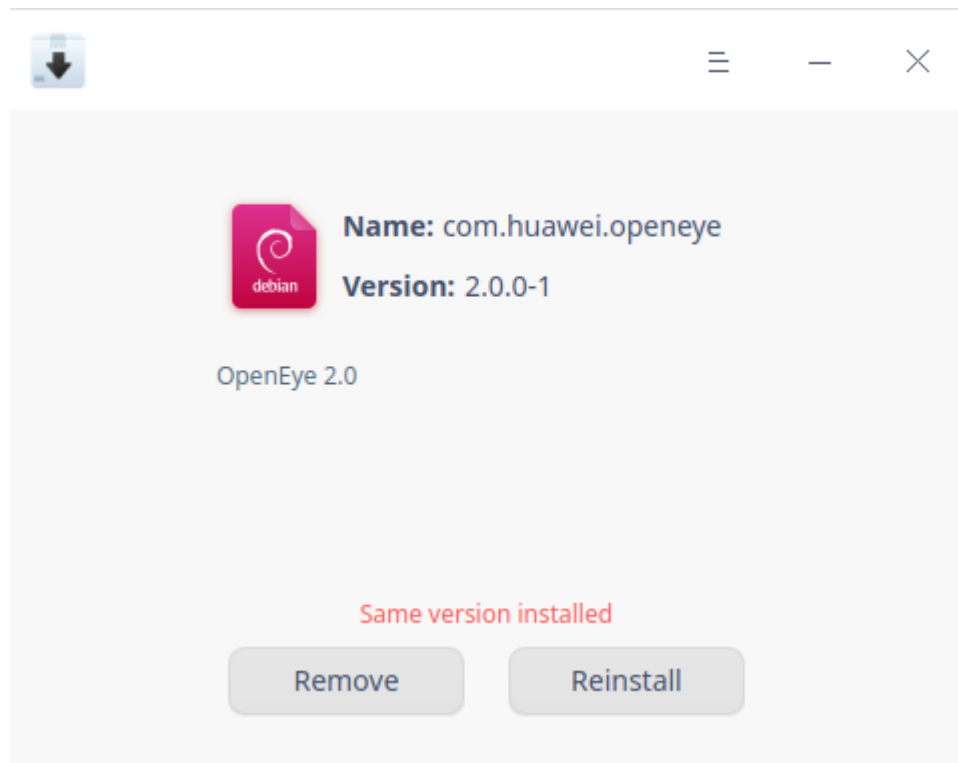 Name: com.huawei.openeye
debian
Version: 2.0.0-1
OpenEye 2.0
Same version installed
Remove
Reinstall